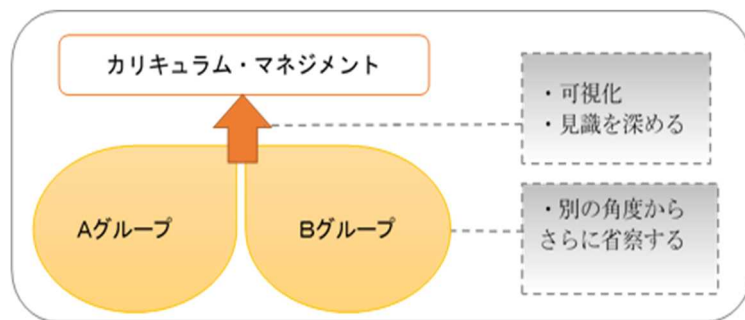 カリキュラム・マネジメント
・可視化
・見識を深める
Aグループ
Bグループ
・別の角度から
さらに省察する